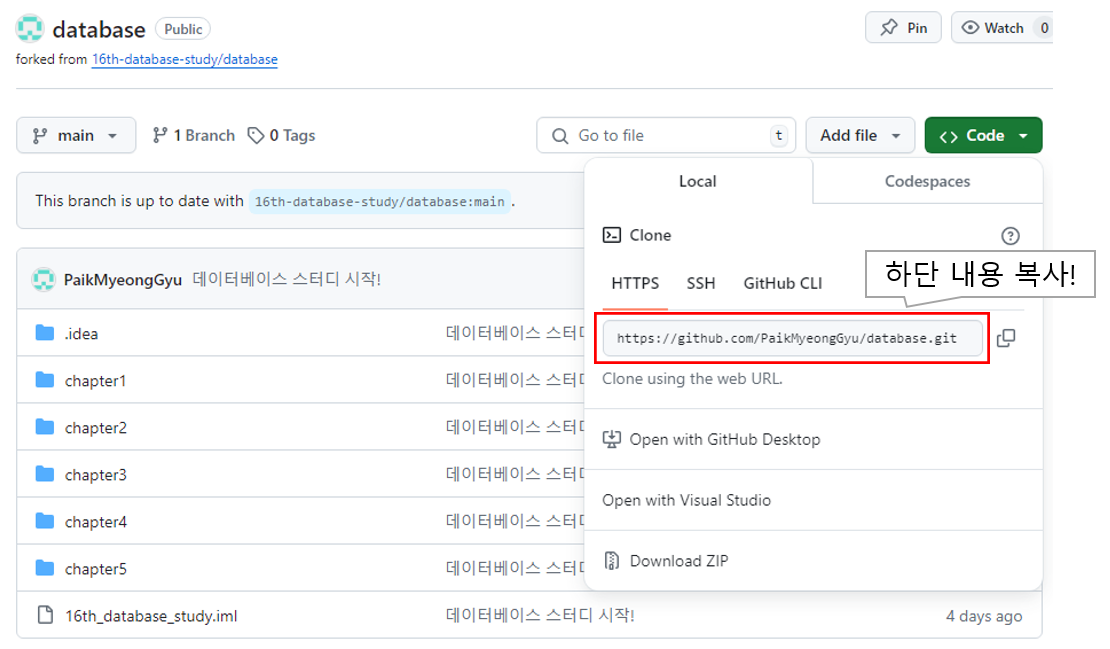 database Public Pin Watch 0
forked from 16th-database-study/database
main 1 Branch 0 Tags Go to file t Add file Code
Local Codespaces
This branch is up to date with 16th-database-study/database:main .
Clone
하단 내용 복사!
PaikMyeongGyu 데이터베이스 스터디 시작!
HTTPS SSH GitHub CLI
.idea 데이터베이스 스터
https://github.com/PaikMyeongGyu/database.git
Clone using the web URL.
chapter1 데이터베이스 스터
chapter2 데이터베이스 스터
Open with GitHub Desktop
chapter3 데이터베이스 스터
Open with Visual Studio
chapter4 데이터베이스 스터
Download ZIP
chapter5 데이터베이스 스터
16th_database_study.iml 데이터베이스 스터디 시작! 4 days ago